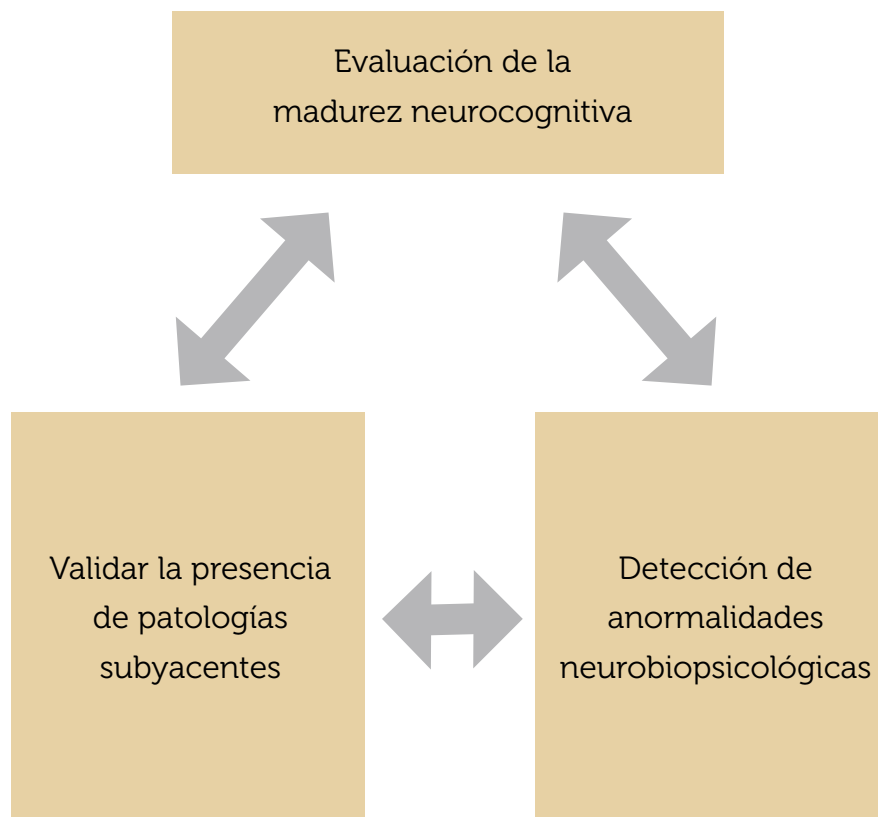 Evaluación de la
madurez neurocognitiva
Validar la presencia
de patologías
subyacentes
Detección de
anormalidades
neurobiopsicológicas